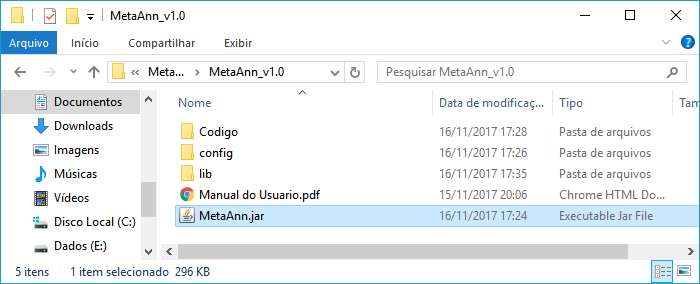 MetaAnn_v1.0
Arquivo Início Compartilhar Exibir
« Meta... > MetaAnn_v1.0 Pesquisar MetaAnn_v1.0
Documentos
Downloads
Imagens
Músicas
Vídeos
Disco Local (C:)
Dados (E:)
Nome Data de modificaç... Tipo Tam
Codigo 16/11/2017 17:28 Pasta de arquivos
config 16/11/2017 17:26 Pasta de arquivos
lib 16/11/2017 17:35 Pasta de arquivos
Manual do Usuario.pdf 15/11/2017 20:06 Chrome HTML Do...
MetaAnn.jar 16/11/2017 17:24 Executable Jar File
5 itens 1 item selecionado 296 KB